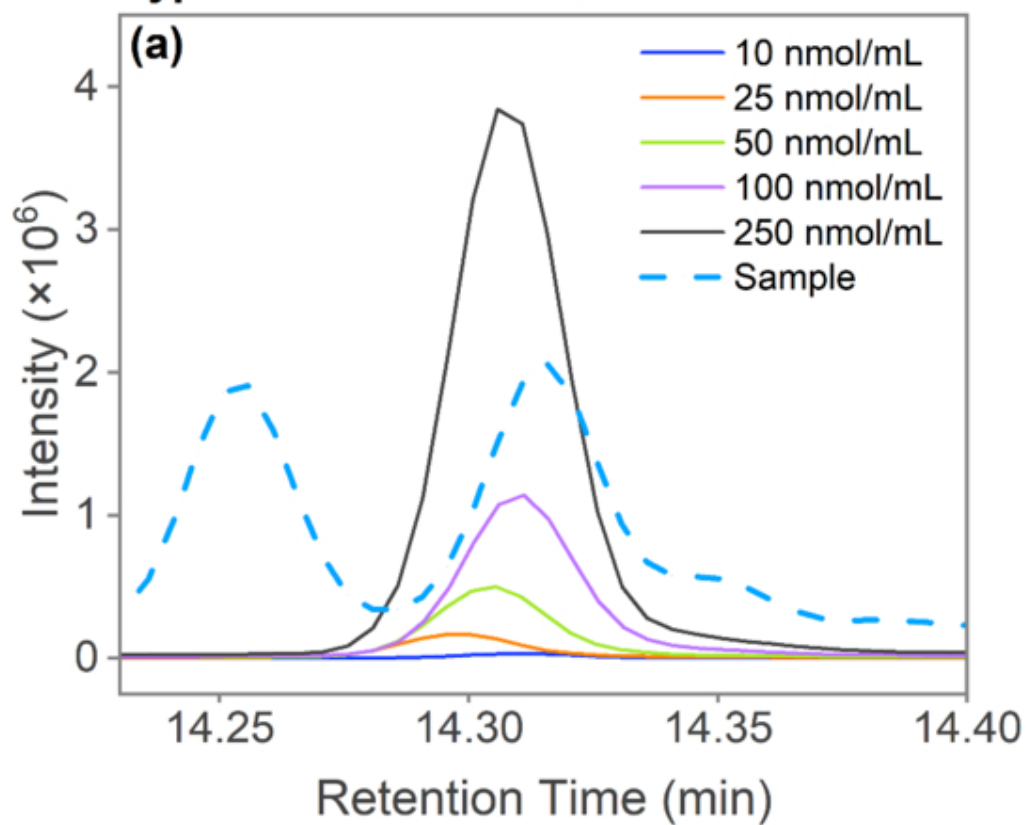 (a)
10 nmol/mL
25 nmol/mL
50 nmol/mL
100 nmol/mL
250 nmol/mL
Sample
4
3
2
1
0
Intensity (×10⁶)
14.25 14.30 14.35 14.40
Retention Time (min)